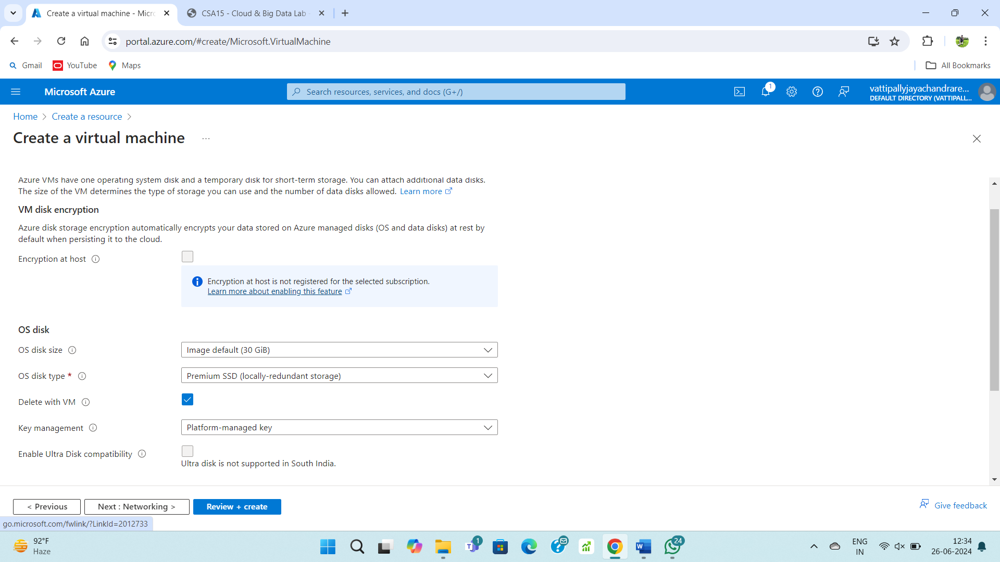 Create a virtual machine - Micro
CSA15 - Cloud & Big Data Lab -
portal.azure.com/#create/Microsoft.VirtualMachine
Gmail
YouTube
Maps
All Bookmarks
Microsoft Azure
Search resources, services, and docs (G+/)
1
vattipallyjayachandrare...
DEFAULT DIRECTORY (VATTIPALL...
Home
Create a resource
Create a virtual machine
...
Azure VMs have one operating system disk and a temporary disk for short-term storage. You can attach additional data disks.
The size of the VM determines the type of storage you can use and the number of data disks allowed. Learn more
VM disk encryption
Azure disk storage encryption automatically encrypts your data stored on Azure managed disks (OS and data disks) at rest by
default when persisting it to the cloud.
Encryption at host
Encryption at host is not registered for the selected subscription.
Learn more about enabling this feature
OS disk
OS disk size
Image default (30 GiB)
OS disk type *
Premium SSD (locally-redundant storage)
Delete with VM
Key management
Platform-managed key
Enable Ultra Disk compatibility
Ultra disk is not supported in South India.
< Previous
Next : Networking >
Review + create
Give feedback
go.microsoft.com/fwlink/?LinkId=2012733
92°F
Haze
1
24
ENG
IN
12:34
26-06-2024